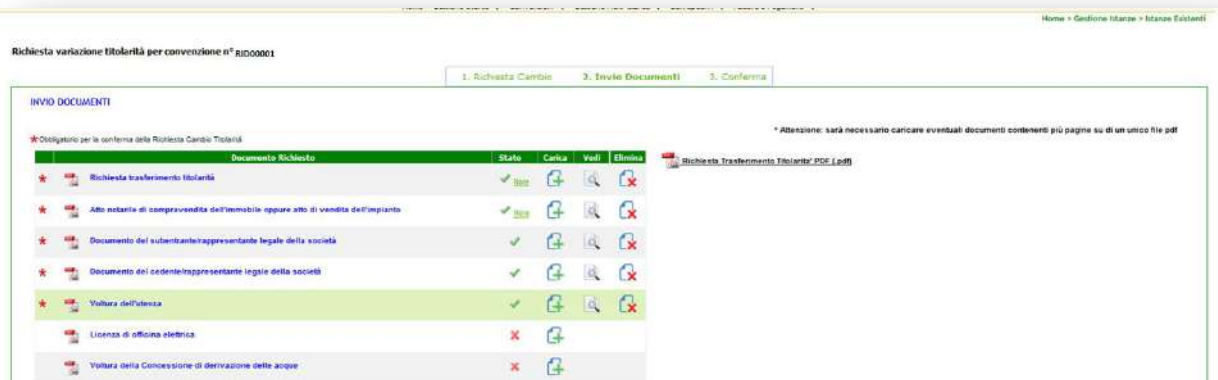 Home > Gestione Istanze > Istanze Esistenti
Richiesta variazione titolarità per convenzione n° RID00001
1. Richiesta Cambio 2. Invio Documenti 3. Conferma
INVIO DOCUMENTI
* Attenzione: sarà necessario caricare eventuali documenti contenenti più pagine su di un unico file pdf
*Obbligatorio per la conferma della Richiesta Cambio Titolarità
Documento Richiesto Stato Carica Vedi Elimina
Richiesta Trasferimento Titolarita' PDF (.pdf)
* Richiesta trasferimento titolarità Note
* Atto notarile di compravendita dell'immobile oppure atto di vendita dell'impianto Note
* Documento del subentrante/rappresentante legale della società
* Documento del cedente/rappresentante legale della società
* Voltura dell'utenza
Licenza di officina elettrica
Voltura della Concessione di derivazione delle acque